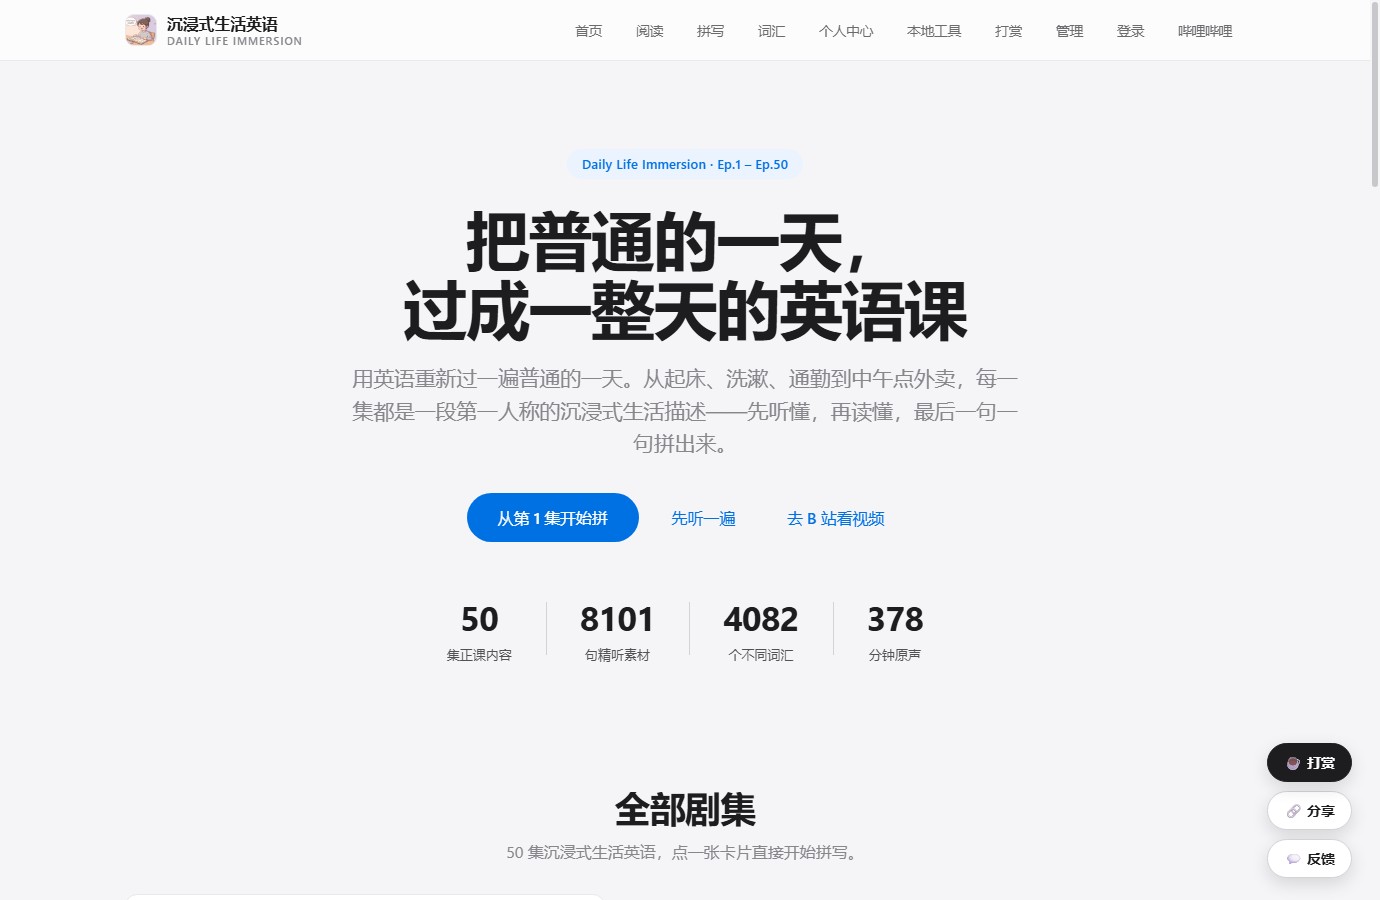 沉浸式生活英语
DAILY LIFE IMMERSION
首页 阅读 拼写 词汇 个人中心 本地工具 打赏 管理 登录 哔哩哔哩
Daily Life Immersion · Ep.1 – Ep.50
把普通的一天，
过成一整天的英语课
用英语重新过一遍普通的一天。从起床、洗漱、通勤到中午点外卖，每一
集都是一段第一人称的沉浸式生活描述——先听懂，再读懂，最后一句一
句拼出来。
从第 1 集开始拼 先听一遍 去 B 站看视频
50 8101 4082 378
集正课内容 句精听素材 个不同词汇 分钟原声
全部剧集
50 集沉浸式生活英语，点一张卡片直接开始拼写。
打赏
分享
反馈